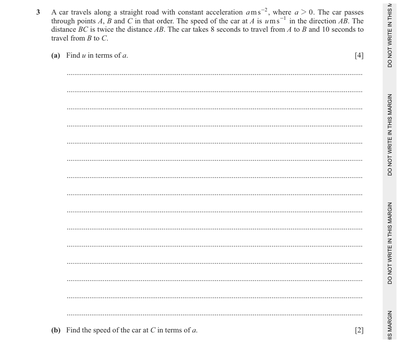 3 A car travels along a straight road with constant acceleration a m s⁻², where a > 0. The car passes
through points A, B and C in that order. The speed of the car at A is u m s⁻¹ in the direction AB. The
distance BC is twice the distance AB. The car takes 8 seconds to travel from A to B and 10 seconds to
travel from B to C.
(a) Find u in terms of a. [4]
(b) Find the speed of the car at C in terms of a. [2]
DO NOT WRITE IN THIS M
DO NOT WRITE IN THIS MARGIN
DO NOT WRITE IN THIS MARGIN
IS MARGIN